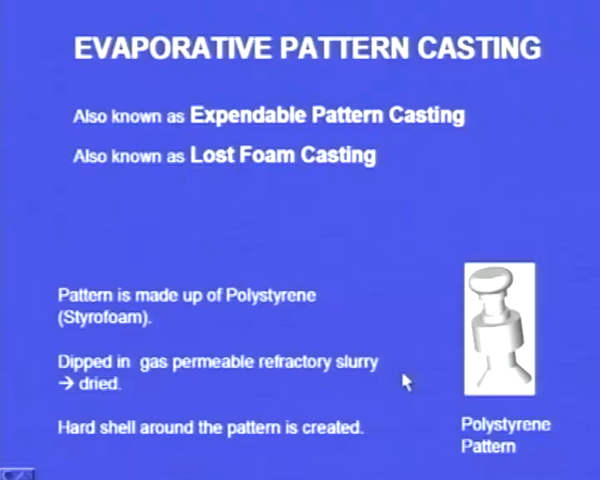 EVAPORATIVE PATTERN CASTING
Also known as Expendable Pattern Casting
Also known as Lost Foam Casting
Pattern is made up of Polystyrene
(Styrofoam).
Dipped in gas permeable refractory slurry
→ dried.
Hard shell around the pattern is created.
Polystyrene
Pattern